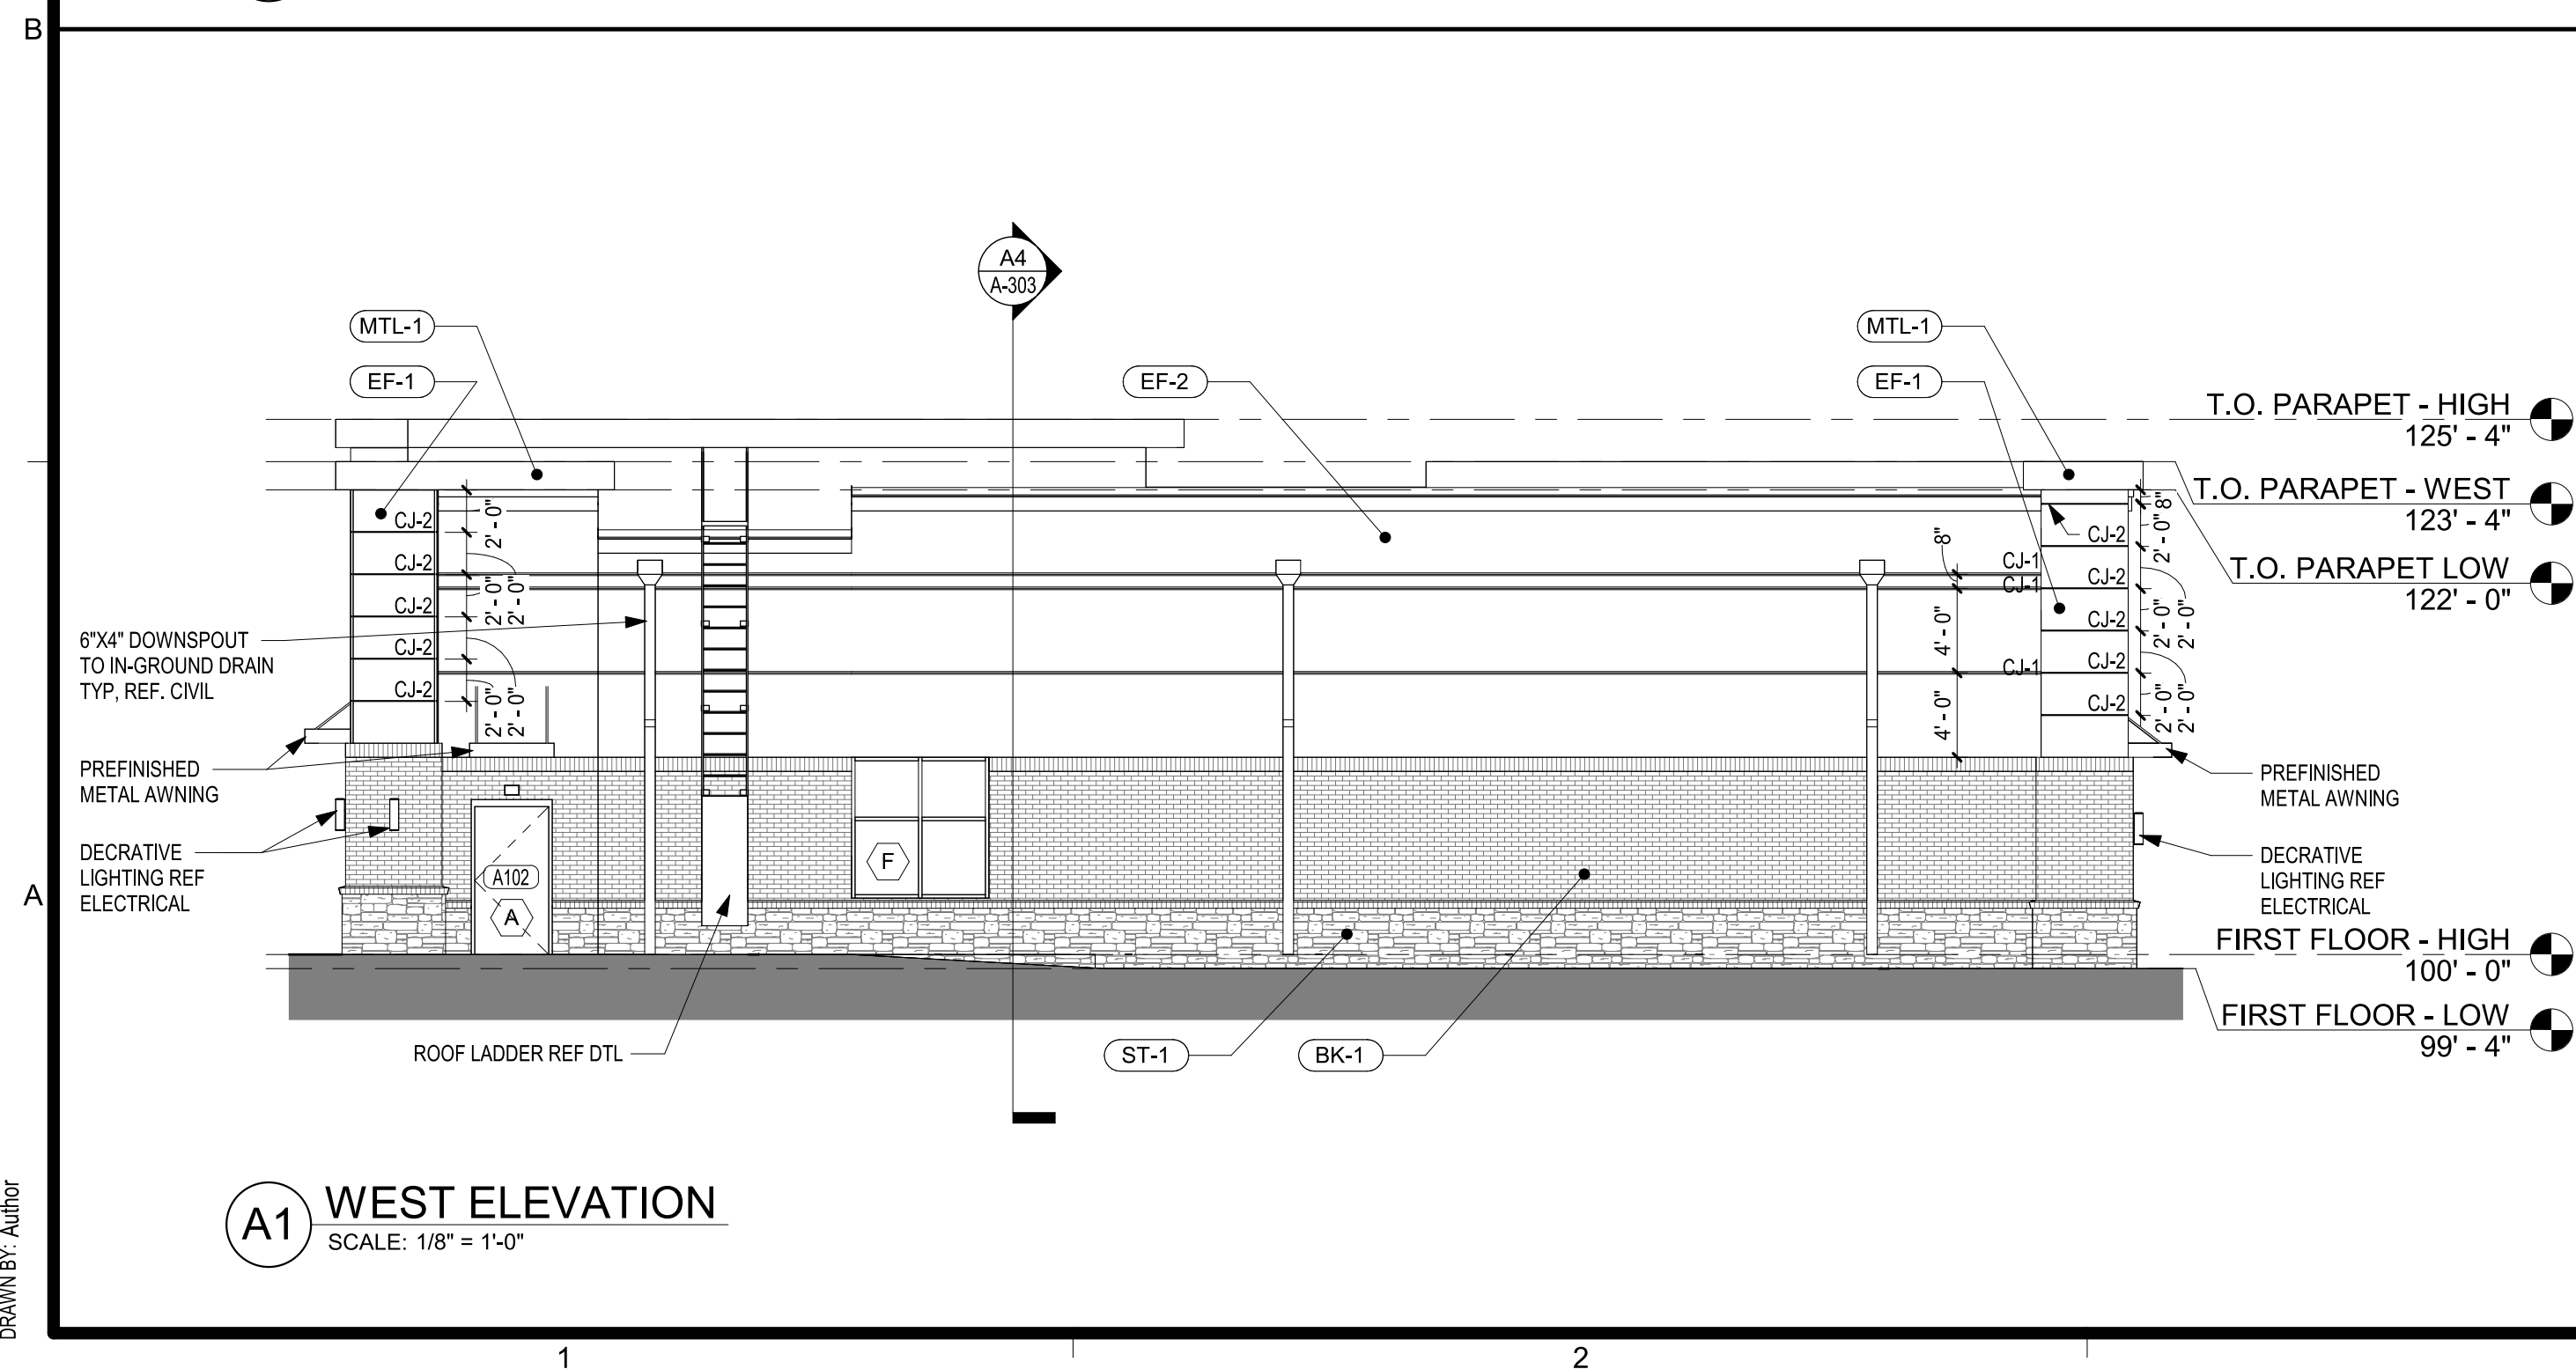 B
A4
A-303
MTL-1
MTL-1
EF-1
EF-2
EF-1
T.O. PARAPET - HIGH
125' - 4"
T.O. PARAPET - WEST
123' - 4"
T.O. PARAPET LOW
122' - 0"
CJ-2
CJ-2
CJ-2
CJ-2
CJ-2
2' - 0"
2' - 0"
2' - 0"
2' - 0"
2' - 0"
8"
4' - 0"
4' - 0"
CJ-1
CJ-1
CJ-1
CJ-2
CJ-2
CJ-2
CJ-2
CJ-2
8"
2' - 0"
2' - 0"
2' - 0"
2' - 0"
2' - 0"
6"X4" DOWNSPOUT
TO IN-GROUND DRAIN
TYP, REF. CIVIL
PREFINISHED
METAL AWNING
DECRATIVE
LIGHTING REF
ELECTRICAL
A102
A
F
PREFINISHED
METAL AWNING
DECRATIVE
LIGHTING REF
ELECTRICAL
A
FIRST FLOOR - HIGH
100' - 0"
FIRST FLOOR - LOW
99' - 4"
ROOF LADDER REF DTL
ST-1
BK-1
A1
WEST ELEVATION
SCALE: 1/8" = 1'-0"
DRAWN BY: Author
1
2